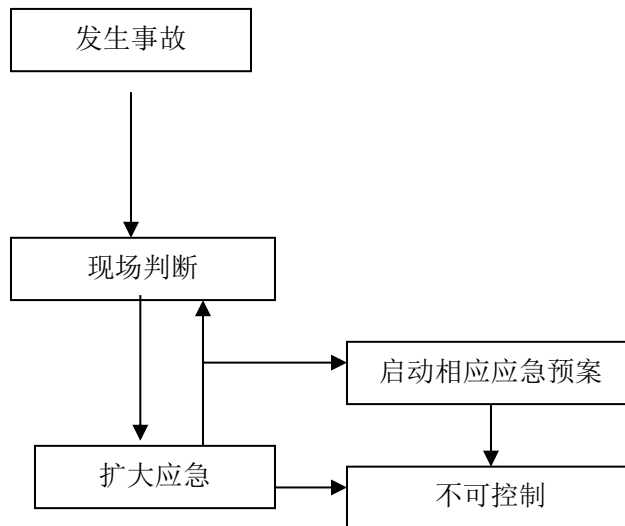 发生事故
现场判断
启动相应应急预案
扩大应急
不可控制